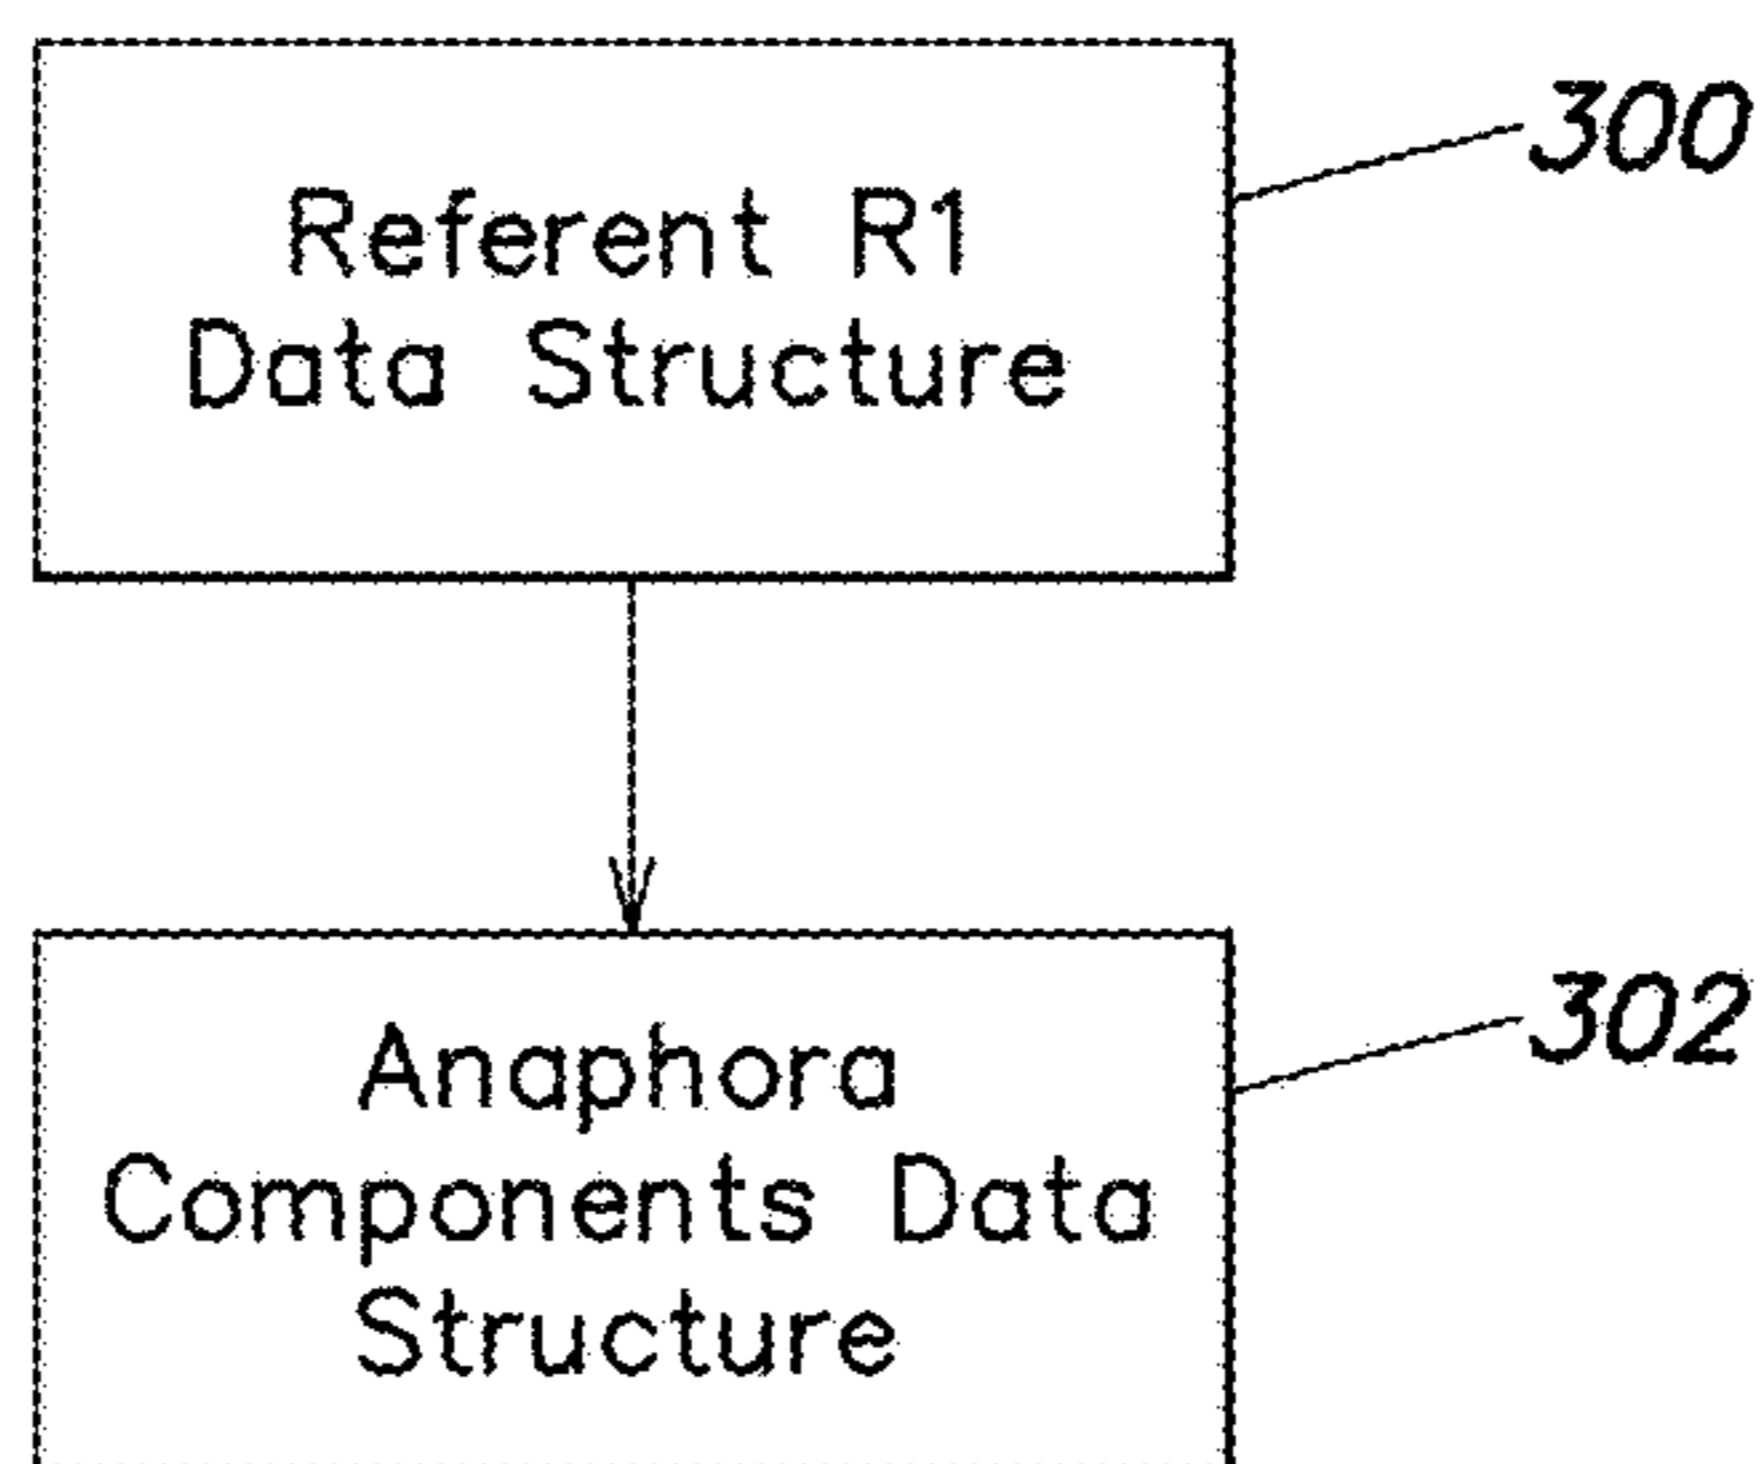 300
Referent R1
Data Structure
302
Anaphora
Components Data
Structure